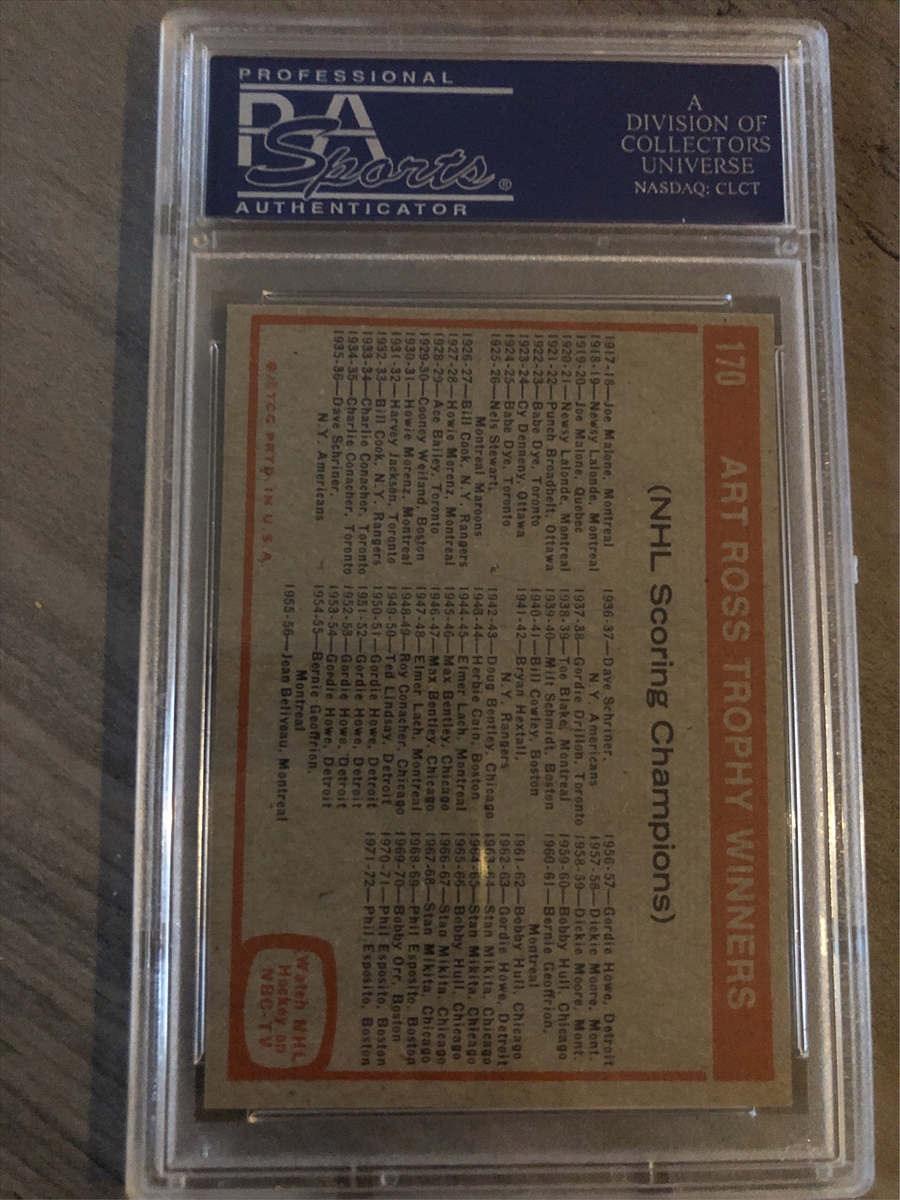 PROFESSIONAL
PSA
Sports®
AUTHENTICATOR
A
DIVISION OF
COLLECTORS
UNIVERSE
NASDAQ: CLCT
170 ART ROSS TROPHY WINNERS
(NHL Scoring Champions)
1917-18—Joe Malone, Montreal
1918-19—Newsy Lalonde, Montreal
1919-20—Joe Malone, Quebec
1920-21—Newsy Lalonde, Montreal
1921-22—Punch Broadbelt, Ottawa
1922-23—Babe Dye, Toronto
1923-24—Cy Denneny, Ottawa
1924-25—Babe Dye, Toronto
1925-26—Nels Stewart,
Montreal Maroons
1926-27—Bill Cook, N.Y. Rangers
1927-28—Howie Morenz, Montreal
1928-29—Ace Bailey, Toronto
1929-30—Cooney Weiland, Boston
1930-31—Howie Morenz, Montreal
1931-32—Harvey Jackson, Toronto
1932-33—Bill Cook, N.Y. Rangers
1933-34—Charlie Conacher, Toronto
1934-35—Charlie Conacher, Toronto
1935-36—Dave Schriner,
N.Y. Americans
1936-37—Dave Schriner,
N.Y. Americans
1937-38—Gordie Drillon, Toronto
1938-39—Toe Blake, Montreal
1939-40—Milt Schmidt, Boston
1940-41—Bill Cowley, Boston
1941-42—Bryan Hextall,
N.Y. Rangers
1942-43—Doug Bentley, Chicago
1943-44—Herbie Cain, Boston
1944-45—Elmer Lach, Montreal
1945-46—Max Bentley, Chicago
1946-47—Max Bentley, Chicago
1947-48—Elmer Lach, Montreal
1948-49—Roy Conacher, Chicago
1949-50—Ted Lindsay, Detroit
1950-51—Gordie Howe, Detroit
1951-52—Gordie Howe, Detroit
1952-53—Gordie Howe, Detroit
1953-54—Gordie Howe, Detroit
1954-55—Bernie Geoffrion,
Montreal
1955-56—Jean Beliveau, Montreal
1956-57—Gordie Howe, Detroit
1957-58—Dickie Moore, Mont.
1958-59—Dickie Moore, Mont.
1959-60—Bobby Hull, Chicago
1960-61—Bernie Geoffrion,
Montreal
1961-62—Bobby Hull, Chicago
1962-63—Gordie Howe, Detroit
1963-64—Stan Mikita, Chicago
1964-65—Stan Mikita, Chicago
1965-66—Bobby Hull, Chicago
1966-67—Stan Mikita, Chicago
1967-68—Stan Mikita, Chicago
1968-69—Phil Esposito, Boston
1969-70—Bobby Orr, Boston
1970-71—Phil Esposito, Boston
1971-72—Phil Esposito, Boston
Watch NHL
Hockey on
NBC-TV
PRTD. IN U.S.A.